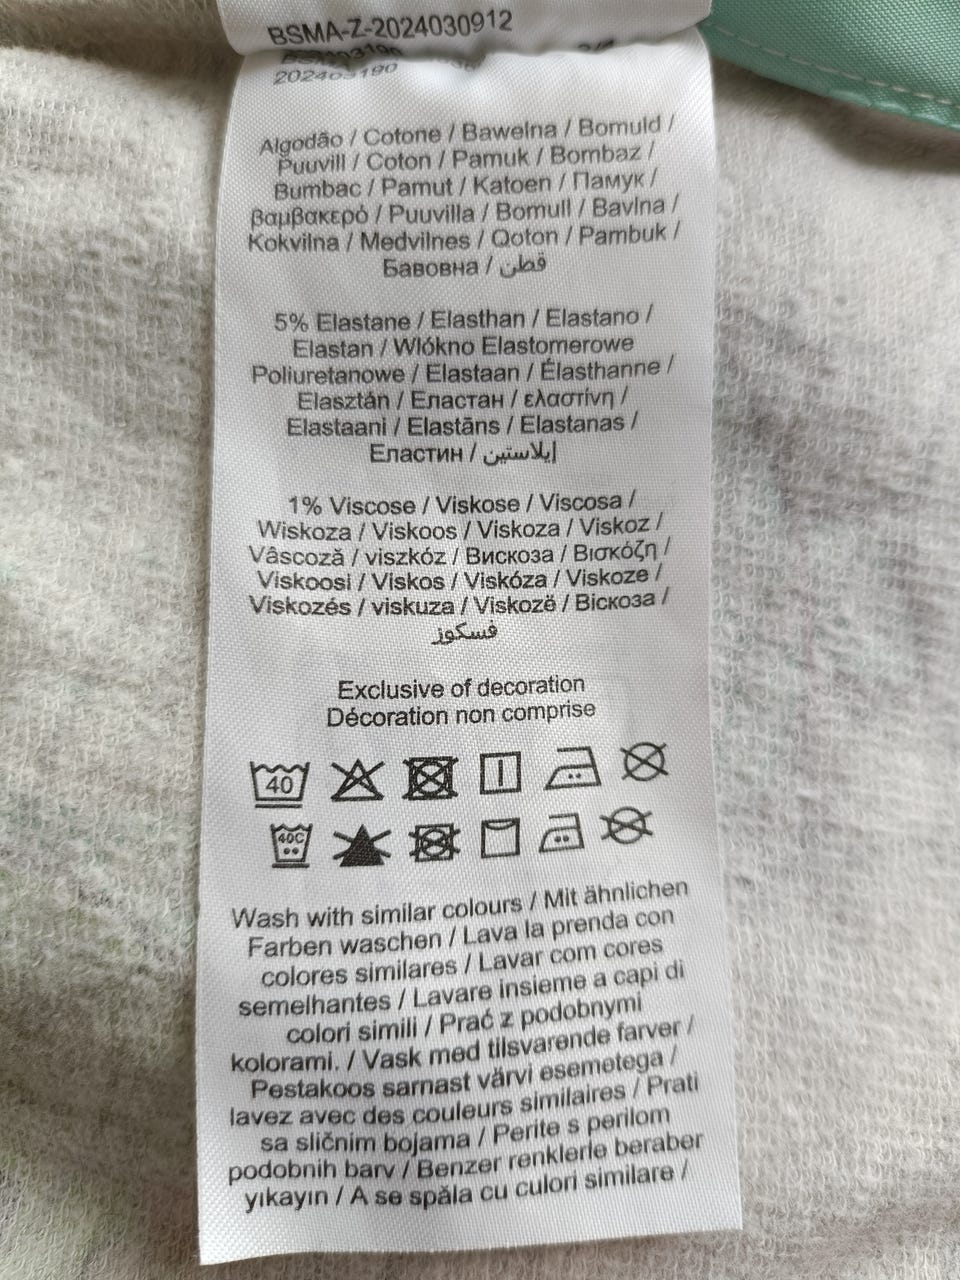 BSMA-Z-2024030912
202403190
Algodão / Cotone / Bawełna / Bomuld /
Puuvill / Coton / Pamuk / Bombaz /
Bumbac / Pamut / Katoen / Памук /
βαμβακερό / Puuvilla / Bomull / Bavlna /
Kokvilna / Medvilnes / Qoton / Pambuk /
Бавовна / قطن
5% Elastane / Elasthan / Elastano /
Elastan / Włókno Elastomerowe
Poliuretanowe / Elastaan / Élasthanne /
Elasztán / Еластан / ελαστίνη /
Elastaani / Elastāns / Elastanas /
Еластин / إيلاستين
1% Viscose / Viskose / Viscosa /
Wiskoza / Viskoos / Viskoza / Viskoz /
Vâscoză / viszkóz / Вискоза / Βισκόζη /
Viskoosi / Viskos / Viskóza / Viskoze /
Viskozés / viskuza / Viskozë / Віскоза /
فسكوز
Exclusive of decoration
Décoration non comprise
40
40C
Wash with similar colours / Mit ähnlichen
Farben waschen / Lava la prenda con
colores similares / Lavar com cores
semelhantes / Lavare insieme a capi di
colori simili / Prać z podobnymi
kolorami. / Vask med tilsvarende farver /
Pestakoos sarnast värvi esemetega /
lavez avec des couleurs similaires / Prati
sa sličnim bojama / Perite s perilom
podobnih barv / Benzer renklerle beraber
yıkayın / A se spăla cu culori similare /